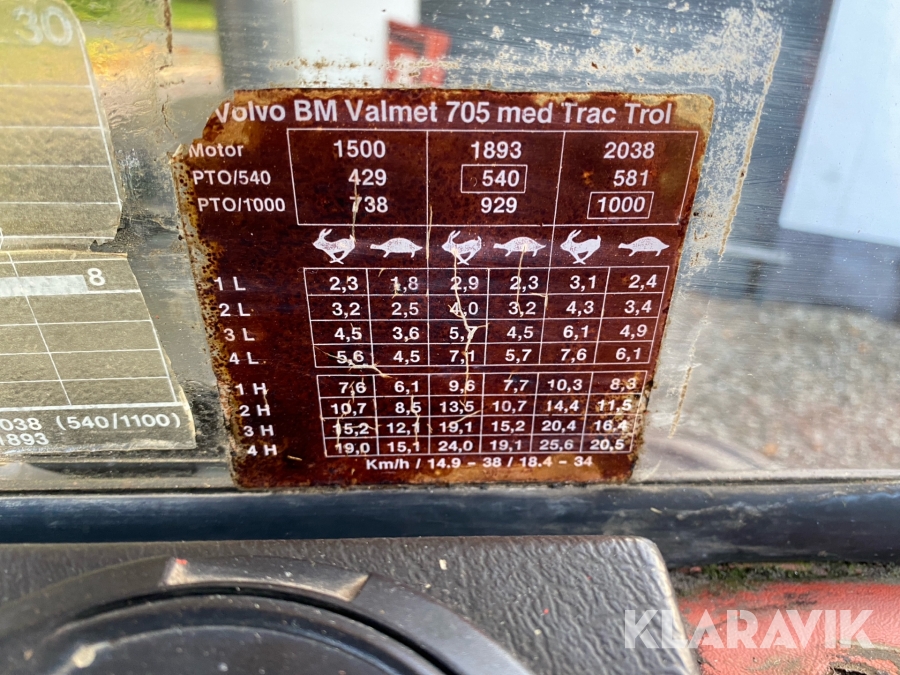 30
Volvo BM Valmet 705 med Trac Trol
Motor 1500 1893 2038
PTO/540 429 540 581
PTO/1000 738 929 1000
1 L 2,3 1,8 2,9 2,3 3,1 2,4
2 L 3,2 2,5 4,0 3,2 4,3 3,4
3 L 4,5 3,6 5,7 4,5 6,1 4,9
4 L 5,6 4,5 7,1 5,7 7,6 6,1
1 H 7,6 6,1 9,6 7,7 10,3 8,3
2 H 10,7 8,5 13,5 10,7 14,4 11,5
3 H 15,2 12,1 19,1 15,2 20,4 16,4
4 H 19,0 15,1 24,0 19,1 25,6 20,5
Km/h / 14.9 - 38 / 18.4 - 34
8
038 (540/1100)
1893
KLARAVIK